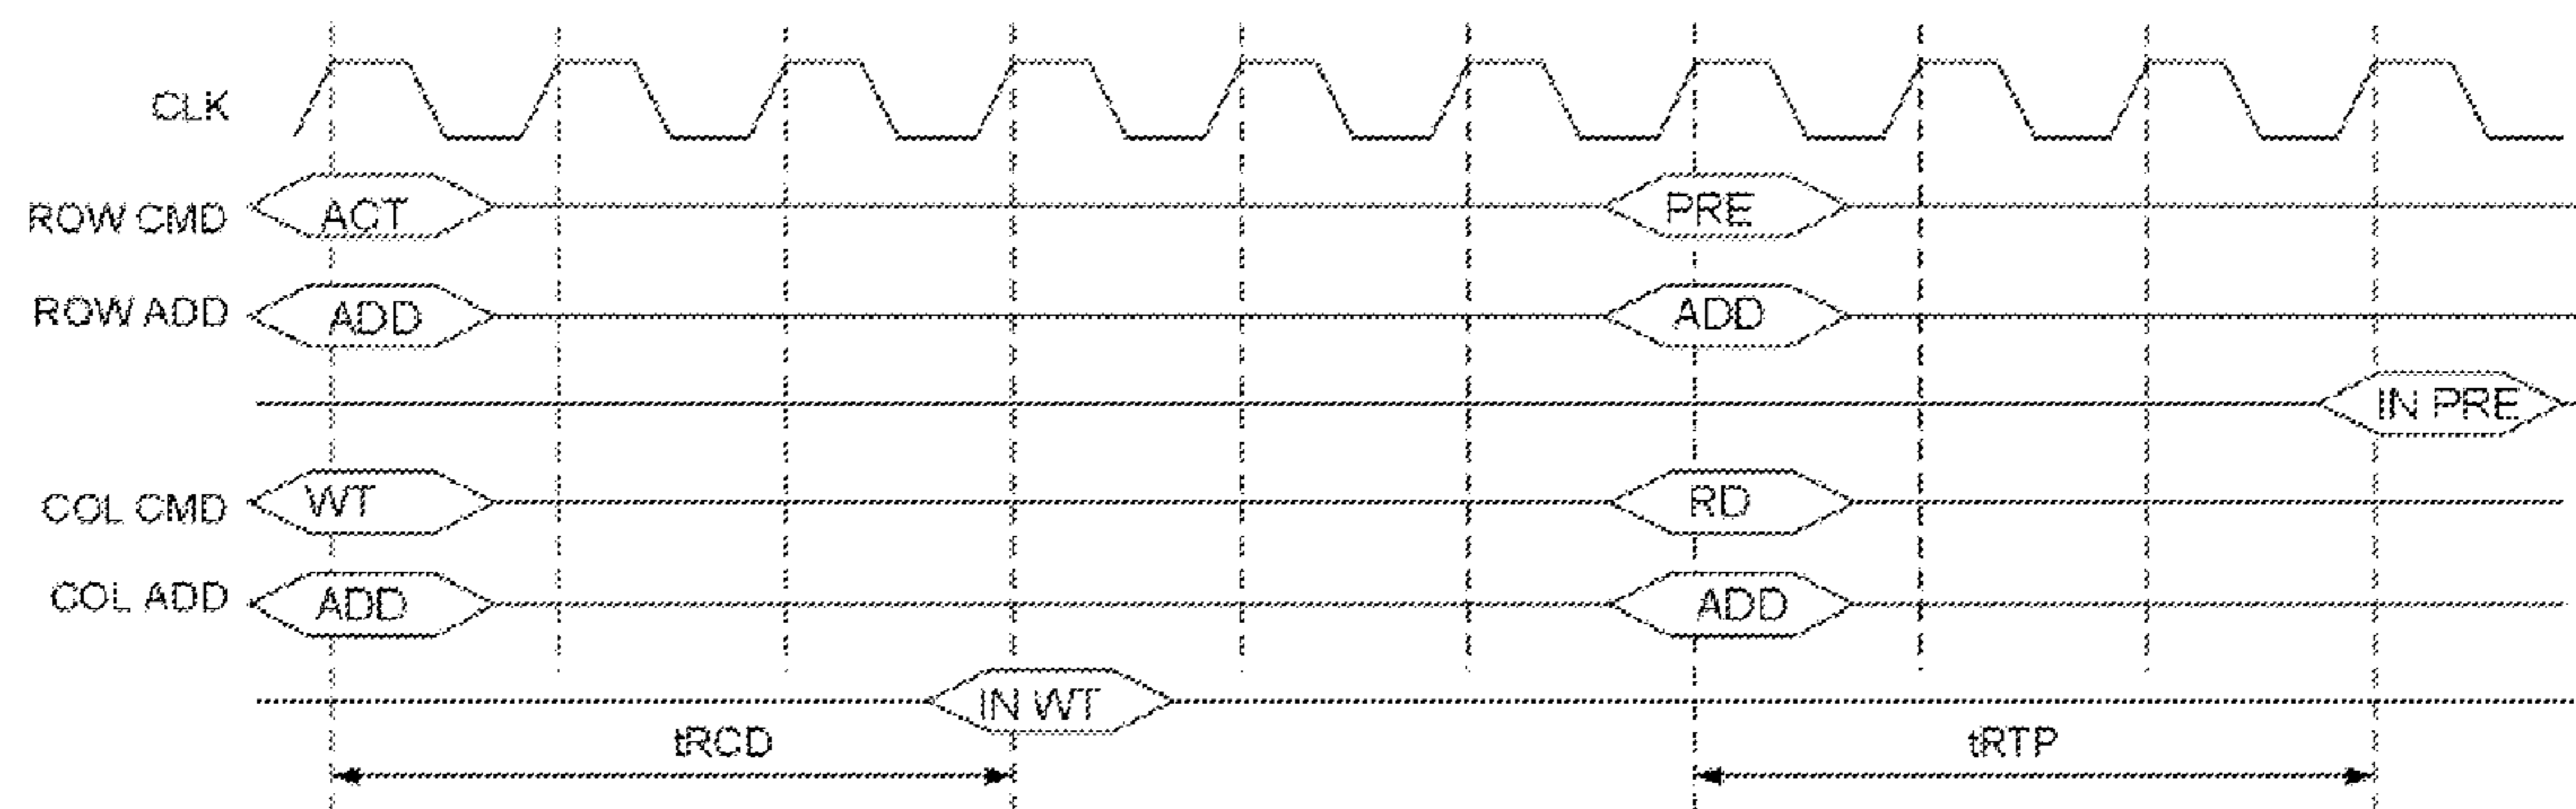 CLK
ROW CMD ACT PRE
ROW ADD ADD ADD
IN PRE
COL CMD WT RD
COL ADD ADD ADD
IN WT
tRCD tRTP